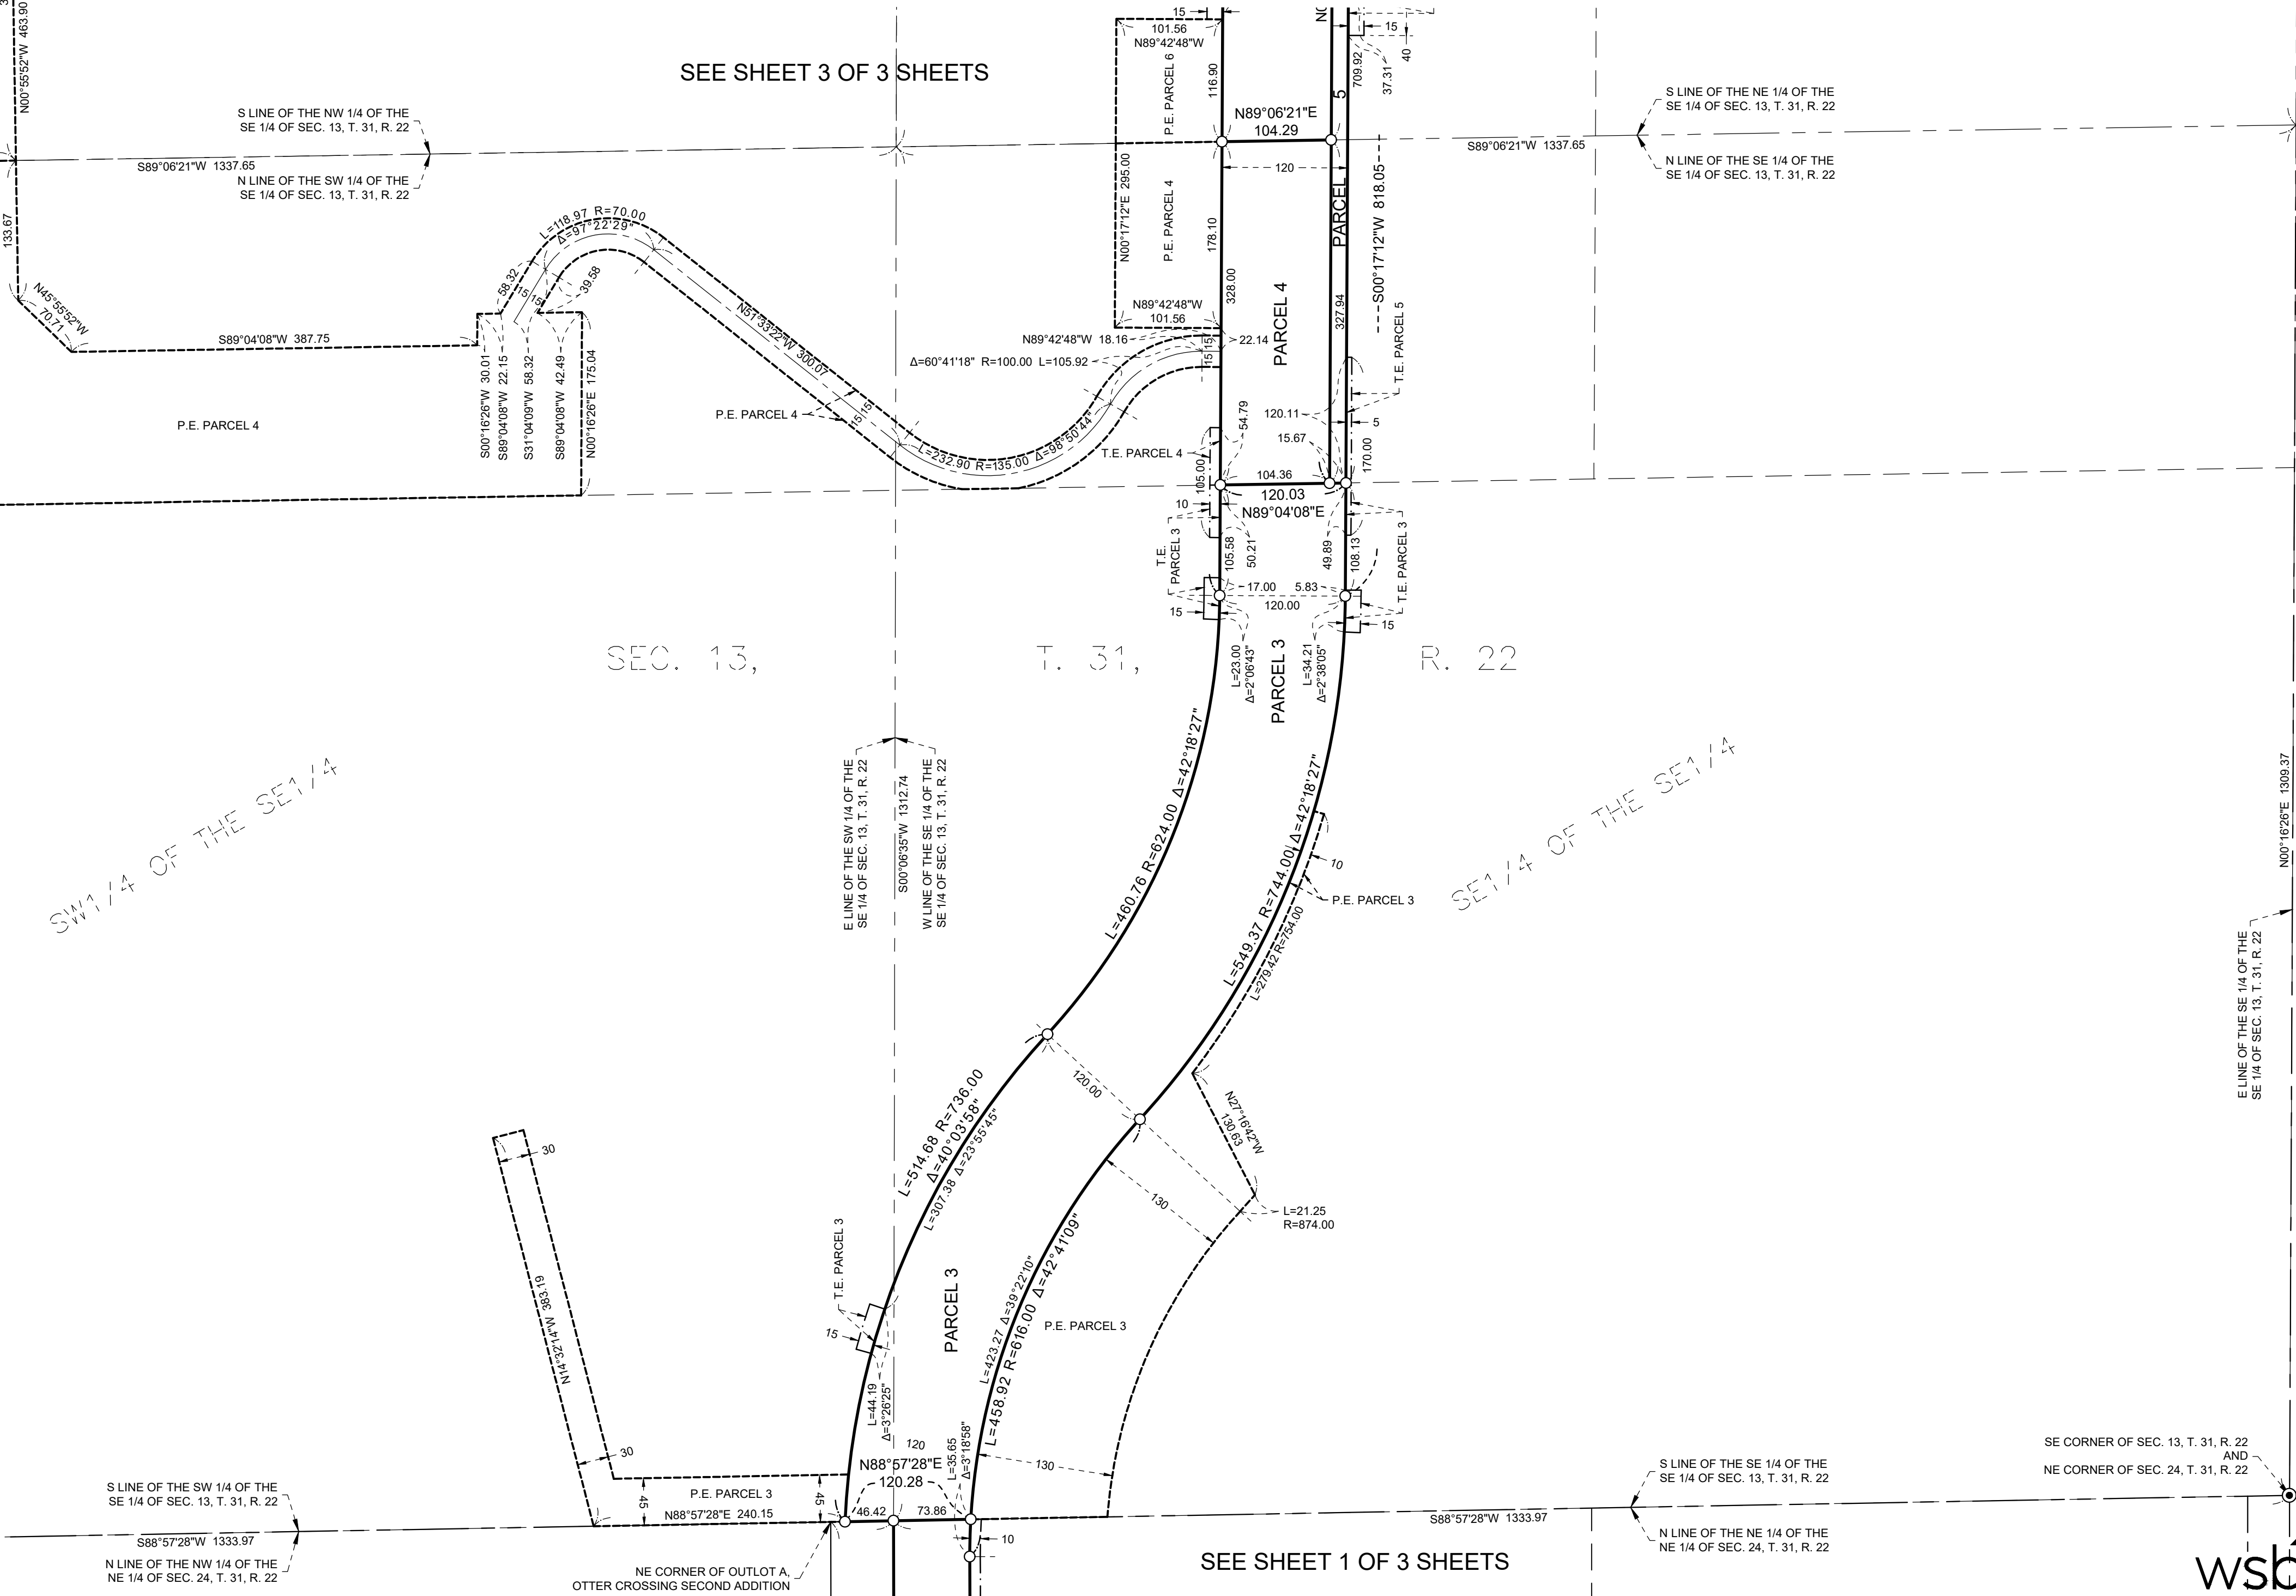 N00°55'52"W 463.90
133.67
SEE SHEET 3 OF 3 SHEETS
S LINE OF THE NW 1/4 OF THE
SE 1/4 OF SEC. 13, T. 31, R. 22
S89°06'21"W 1337.65
N LINE OF THE SW 1/4 OF THE
SE 1/4 OF SEC. 13, T. 31, R. 22
15
101.56
N89°42'48"W
P.E. PARCEL 6
116.90
N89°06'21"E
104.29
120
15
40
709.92
37.31
5
PARCEL
S LINE OF THE NE 1/4 OF THE
SE 1/4 OF SEC. 13, T. 31, R. 22
S89°06'21"W 1337.65
N LINE OF THE SE 1/4 OF THE
SE 1/4 OF SEC. 13, T. 31, R. 22
S00°17'12"W 818.05
N00°17'12"E 295.00
P.E. PARCEL 4
178.10
328.00
PARCEL 4
327.94
T.E. PARCEL 5
N89°42'48"W
101.56
N89°42'48"W 18.16
22.14
15 15
Δ=60°41'18" R=100.00 L=105.92
L=118.97 R=70.00
Δ=97°22'29"
58.32
15 15
39.58
N51°33'22"W 300.07
15 15
P.E. PARCEL 4
L=232.90 R=135.00 Δ=98°50'44"
N45°55'52"W
70.71
S89°04'08"W 387.75
P.E. PARCEL 4
S00°16'26"W 30.01
S89°04'08"W 22.15
S31°04'09"W 58.32
S89°04'08"W 42.49
N00°16'26"E 175.04
T.E. PARCEL 4
105.00
54.79
120.11
5
15.67
170.00
104.36
120.03
N89°04'08"E
10
T.E.
PARCEL 3
105.58
50.21
49.89
108.13
T.E. PARCEL 3
17.00
5.83
120.00
15
15
L=23.00
Δ=2°06'43"
PARCEL 3
L=34.21
Δ=2°38'05"
SEC. 13,
T. 31,
R. 22
SW1/4 OF THE SE1/4
SE1/4 OF THE SE1/4
E LINE OF THE SW 1/4 OF THE
SE 1/4 OF SEC. 13, T. 31, R. 22
S00°06'35"W 1312.74
W LINE OF THE SE 1/4 OF THE
SE 1/4 OF SEC. 13, T. 31, R. 22
L=460.76 R=624.00 Δ=42°18'27"
L=549.37 R=744.00 Δ=42°18'27"
L=279.42 R=754.00
10
P.E. PARCEL 3
N00°16'26"E 1309.37
E LINE OF THE SE 1/4 OF THE
SE 1/4 OF SEC. 13, T. 31, R. 22
120.00
N27°16'42"W
130.63
L=21.25
R=874.00
130
L=514.68 R=736.00
Δ=40°03'58"
L=307.38 Δ=23°55'45"
L=423.27 Δ=39°22'10"
L=458.92 R=616.00 Δ=42°41'09"
P.E. PARCEL 3
PARCEL 3
T.E. PARCEL 3
15
L=44.19
Δ=3°26'25"
L=35.65
Δ=3°18'58"
130
30
N14°32'14"W 383.19
30
45
P.E. PARCEL 3
45
N88°57'28"E 240.15
120
N88°57'28"E
120.28
46.42
73.86
10
S LINE OF THE SW 1/4 OF THE
SE 1/4 OF SEC. 13, T. 31, R. 22
S88°57'28"W 1333.97
N LINE OF THE NW 1/4 OF THE
NE 1/4 OF SEC. 24, T. 31, R. 22
NE CORNER OF OUTLOT A,
OTTER CROSSING SECOND ADDITION
S LINE OF THE SE 1/4 OF THE
SE 1/4 OF SEC. 13, T. 31, R. 22
S88°57'28"W 1333.97
N LINE OF THE NE 1/4 OF THE
NE 1/4 OF SEC. 24, T. 31, R. 22
SEE SHEET 1 OF 3 SHEETS
SE CORNER OF SEC. 13, T. 31, R. 22
AND
NE CORNER OF SEC. 24, T. 31, R. 22
wsb